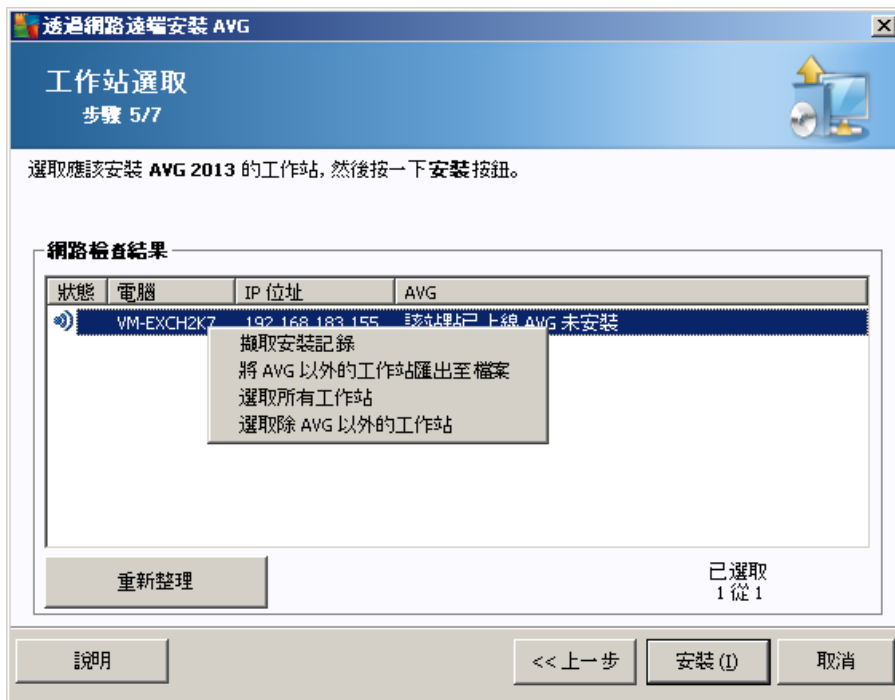 透過網路遠端安裝 AVG
工作站選取
步驟 5/7
選取應該安裝 AVG 2013 的工作站, 然後按一下安裝按鈕。
網路檢查結果
狀態 電腦 IP 位址 AVG
VM-EXCH2K7 192.168.183.155 該站點已上線 AVG 未安裝
擷取安裝記錄
將 AVG 以外的工作站匯出至檔案
選取所有工作站
選取除 AVG 以外的工作站
重新整理
已選取
1 從 1
說明 << 上一步 安裝 (I) 取消